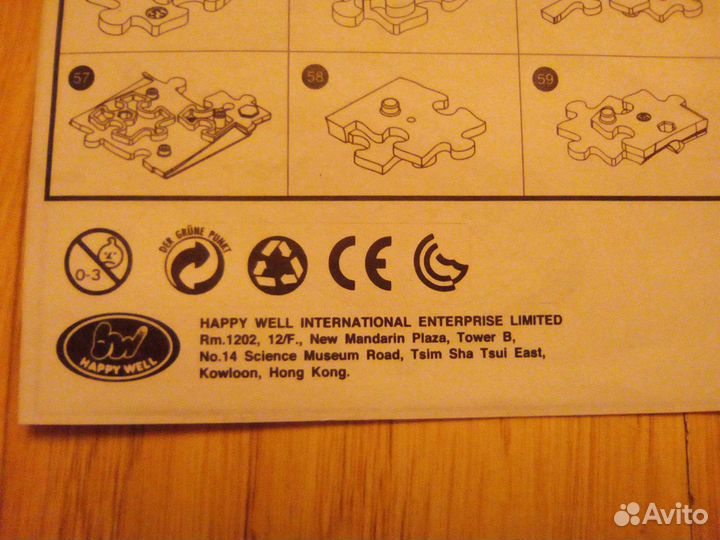 57
58
59
0-3
DER GRÜNE PUNKT
CE
hw
HAPPY WELL
HAPPY WELL INTERNATIONAL ENTERPRISE LIMITED
Rm.1202, 12/F., New Mandarin Plaza, Tower B,
No.14 Science Museum Road, Tsim Sha Tsui East,
Kowloon, Hong Kong.
Avito